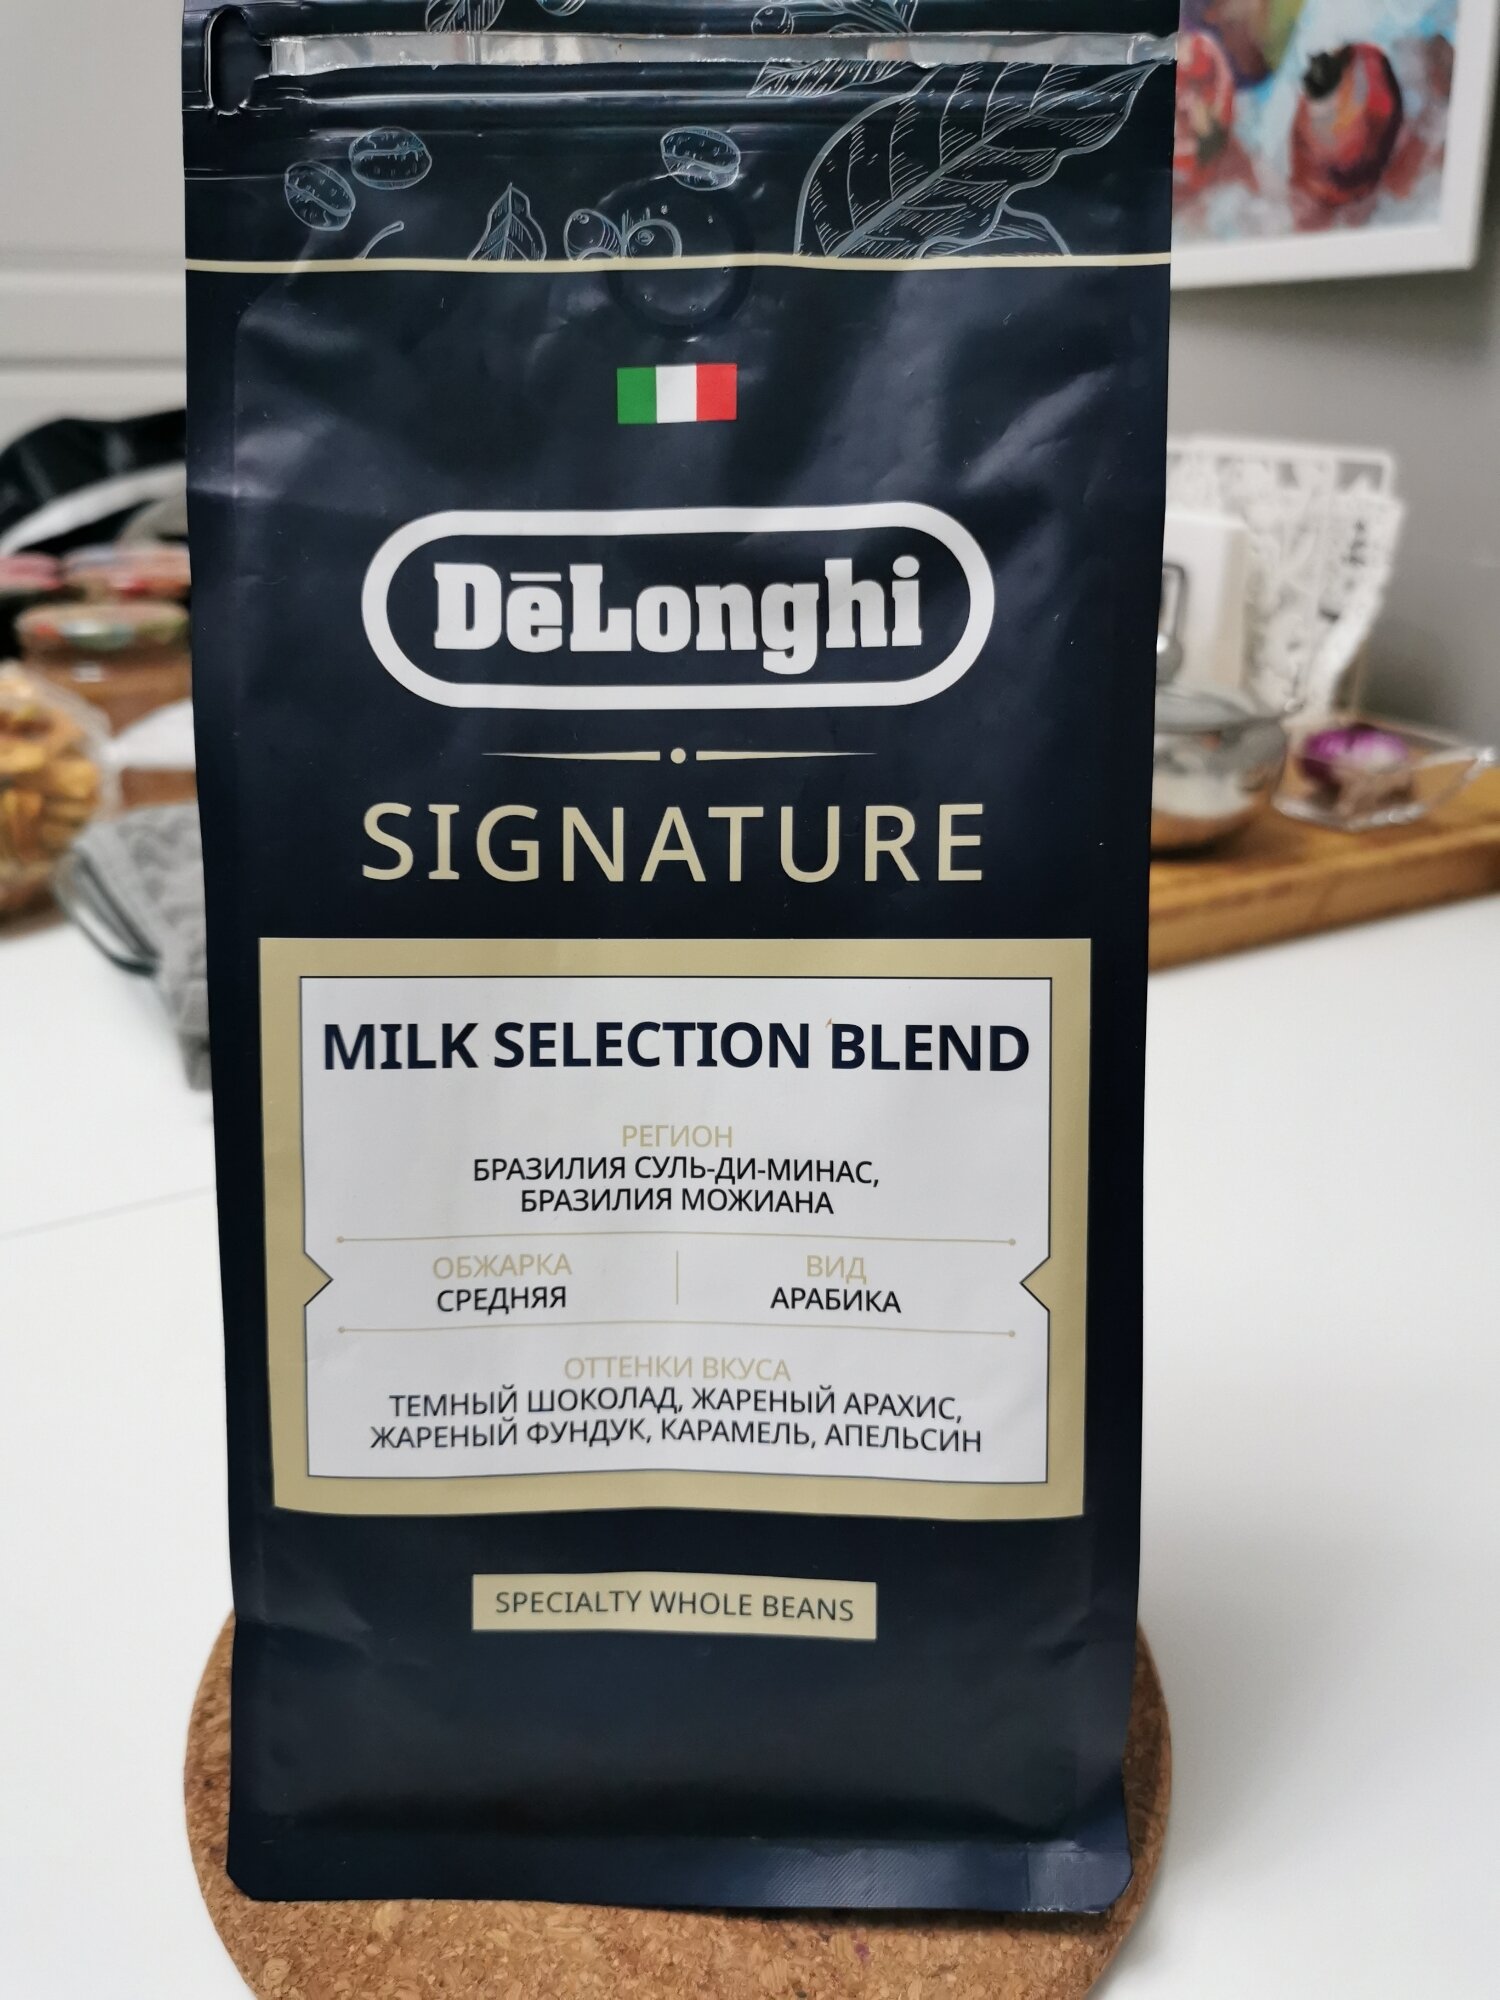 DēLonghi
SIGNATURE
MILK SELECTION BLEND
РЕГИОН
БРАЗИЛИЯ СУЛЬ-ДИ-МИНАС,
БРАЗИЛИЯ МОЖИАНА
ОБЖАРКА
СРЕДНЯЯ
ВИД
АРАБИКА
ОТТЕНКИ ВКУСА
ТЕМНЫЙ ШОКОЛАД, ЖАРЕНЫЙ АРАХИС,
ЖАРЕНЫЙ ФУНДУК, КАРАМЕЛЬ, АПЕЛЬСИН
SPECIALTY WHOLE BEANS